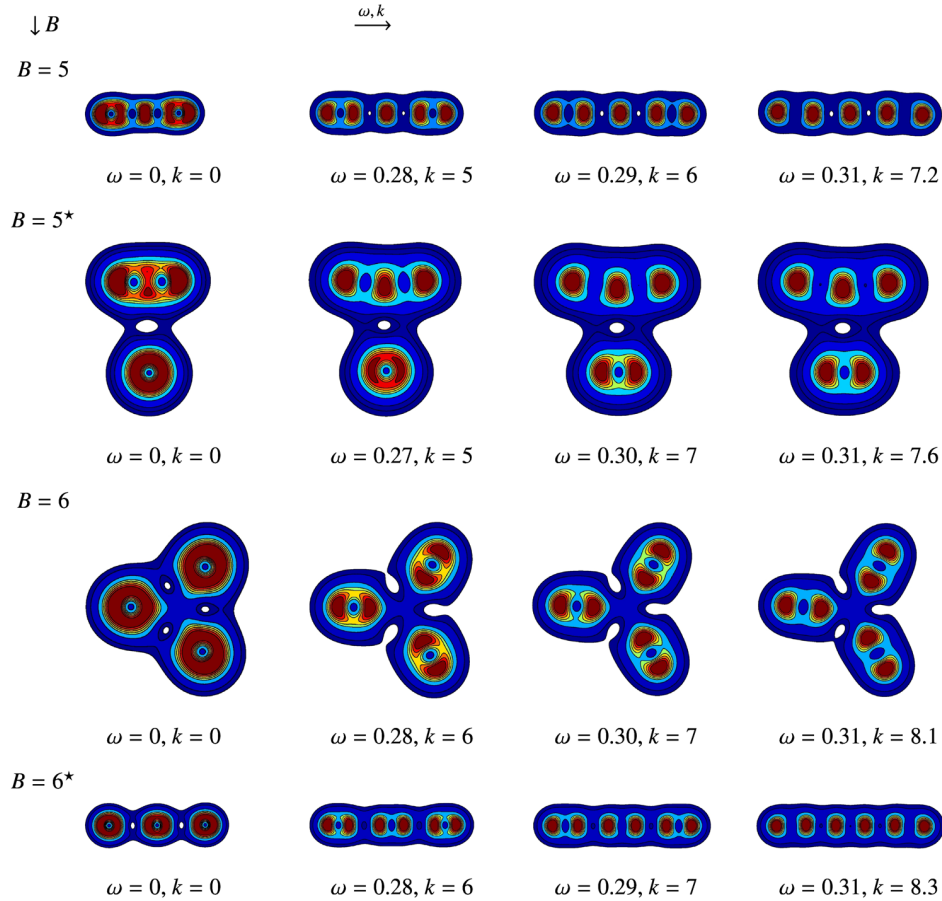 ↓ B
ω, k
B = 5
ω = 0, k = 0 ω = 0.28, k = 5 ω = 0.29, k = 6 ω = 0.31, k = 7.2
B = 5★
ω = 0, k = 0 ω = 0.27, k = 5 ω = 0.30, k = 7 ω = 0.31, k = 7.6
B = 6
ω = 0, k = 0 ω = 0.28, k = 6 ω = 0.30, k = 7 ω = 0.31, k = 8.1
B = 6★
ω = 0, k = 0 ω = 0.28, k = 6 ω = 0.29, k = 7 ω = 0.31, k = 8.3